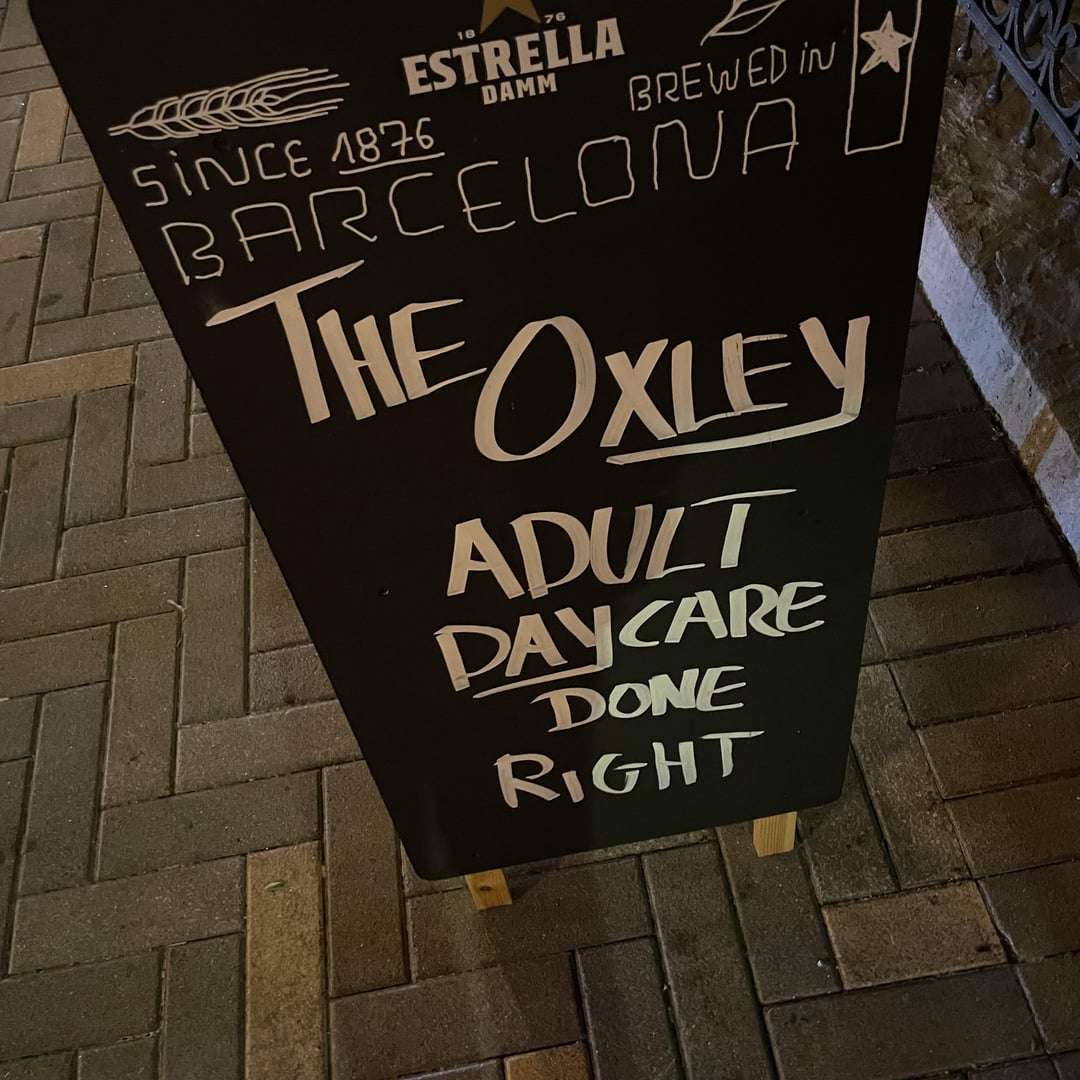 18 76
ESTRELLA
DAMM
SINCE 1876
BREWED IN
BARCELONA
THE OXLEY
ADULT
DAYCARE
DONE
RIGHT